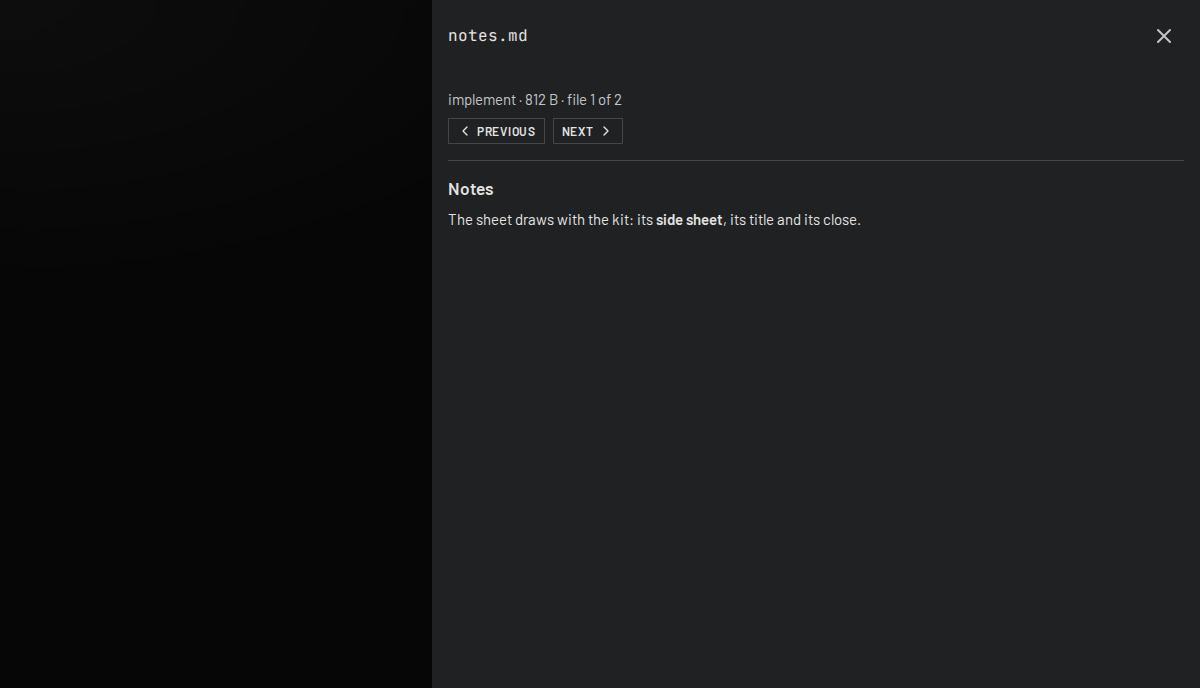 notes.md
implement · 812 B · file 1 of 2
PREVIOUS NEXT
Notes
The sheet draws with the kit: its side sheet, its title and its close.